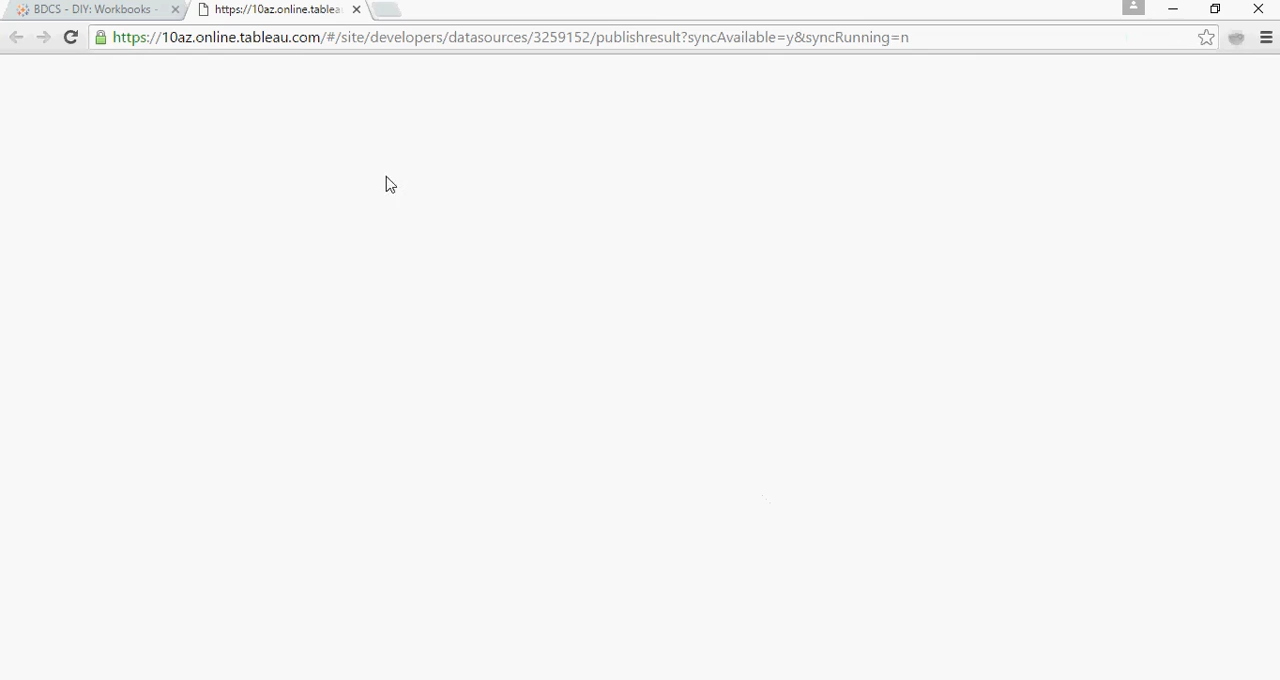 BDCS - DIY: Workbooks -
https://10az.online.tablea
https://10az.online.tableau.com/#/site/developers/datasources/3259152/publishresult?syncAvailable=y&syncRunning=n